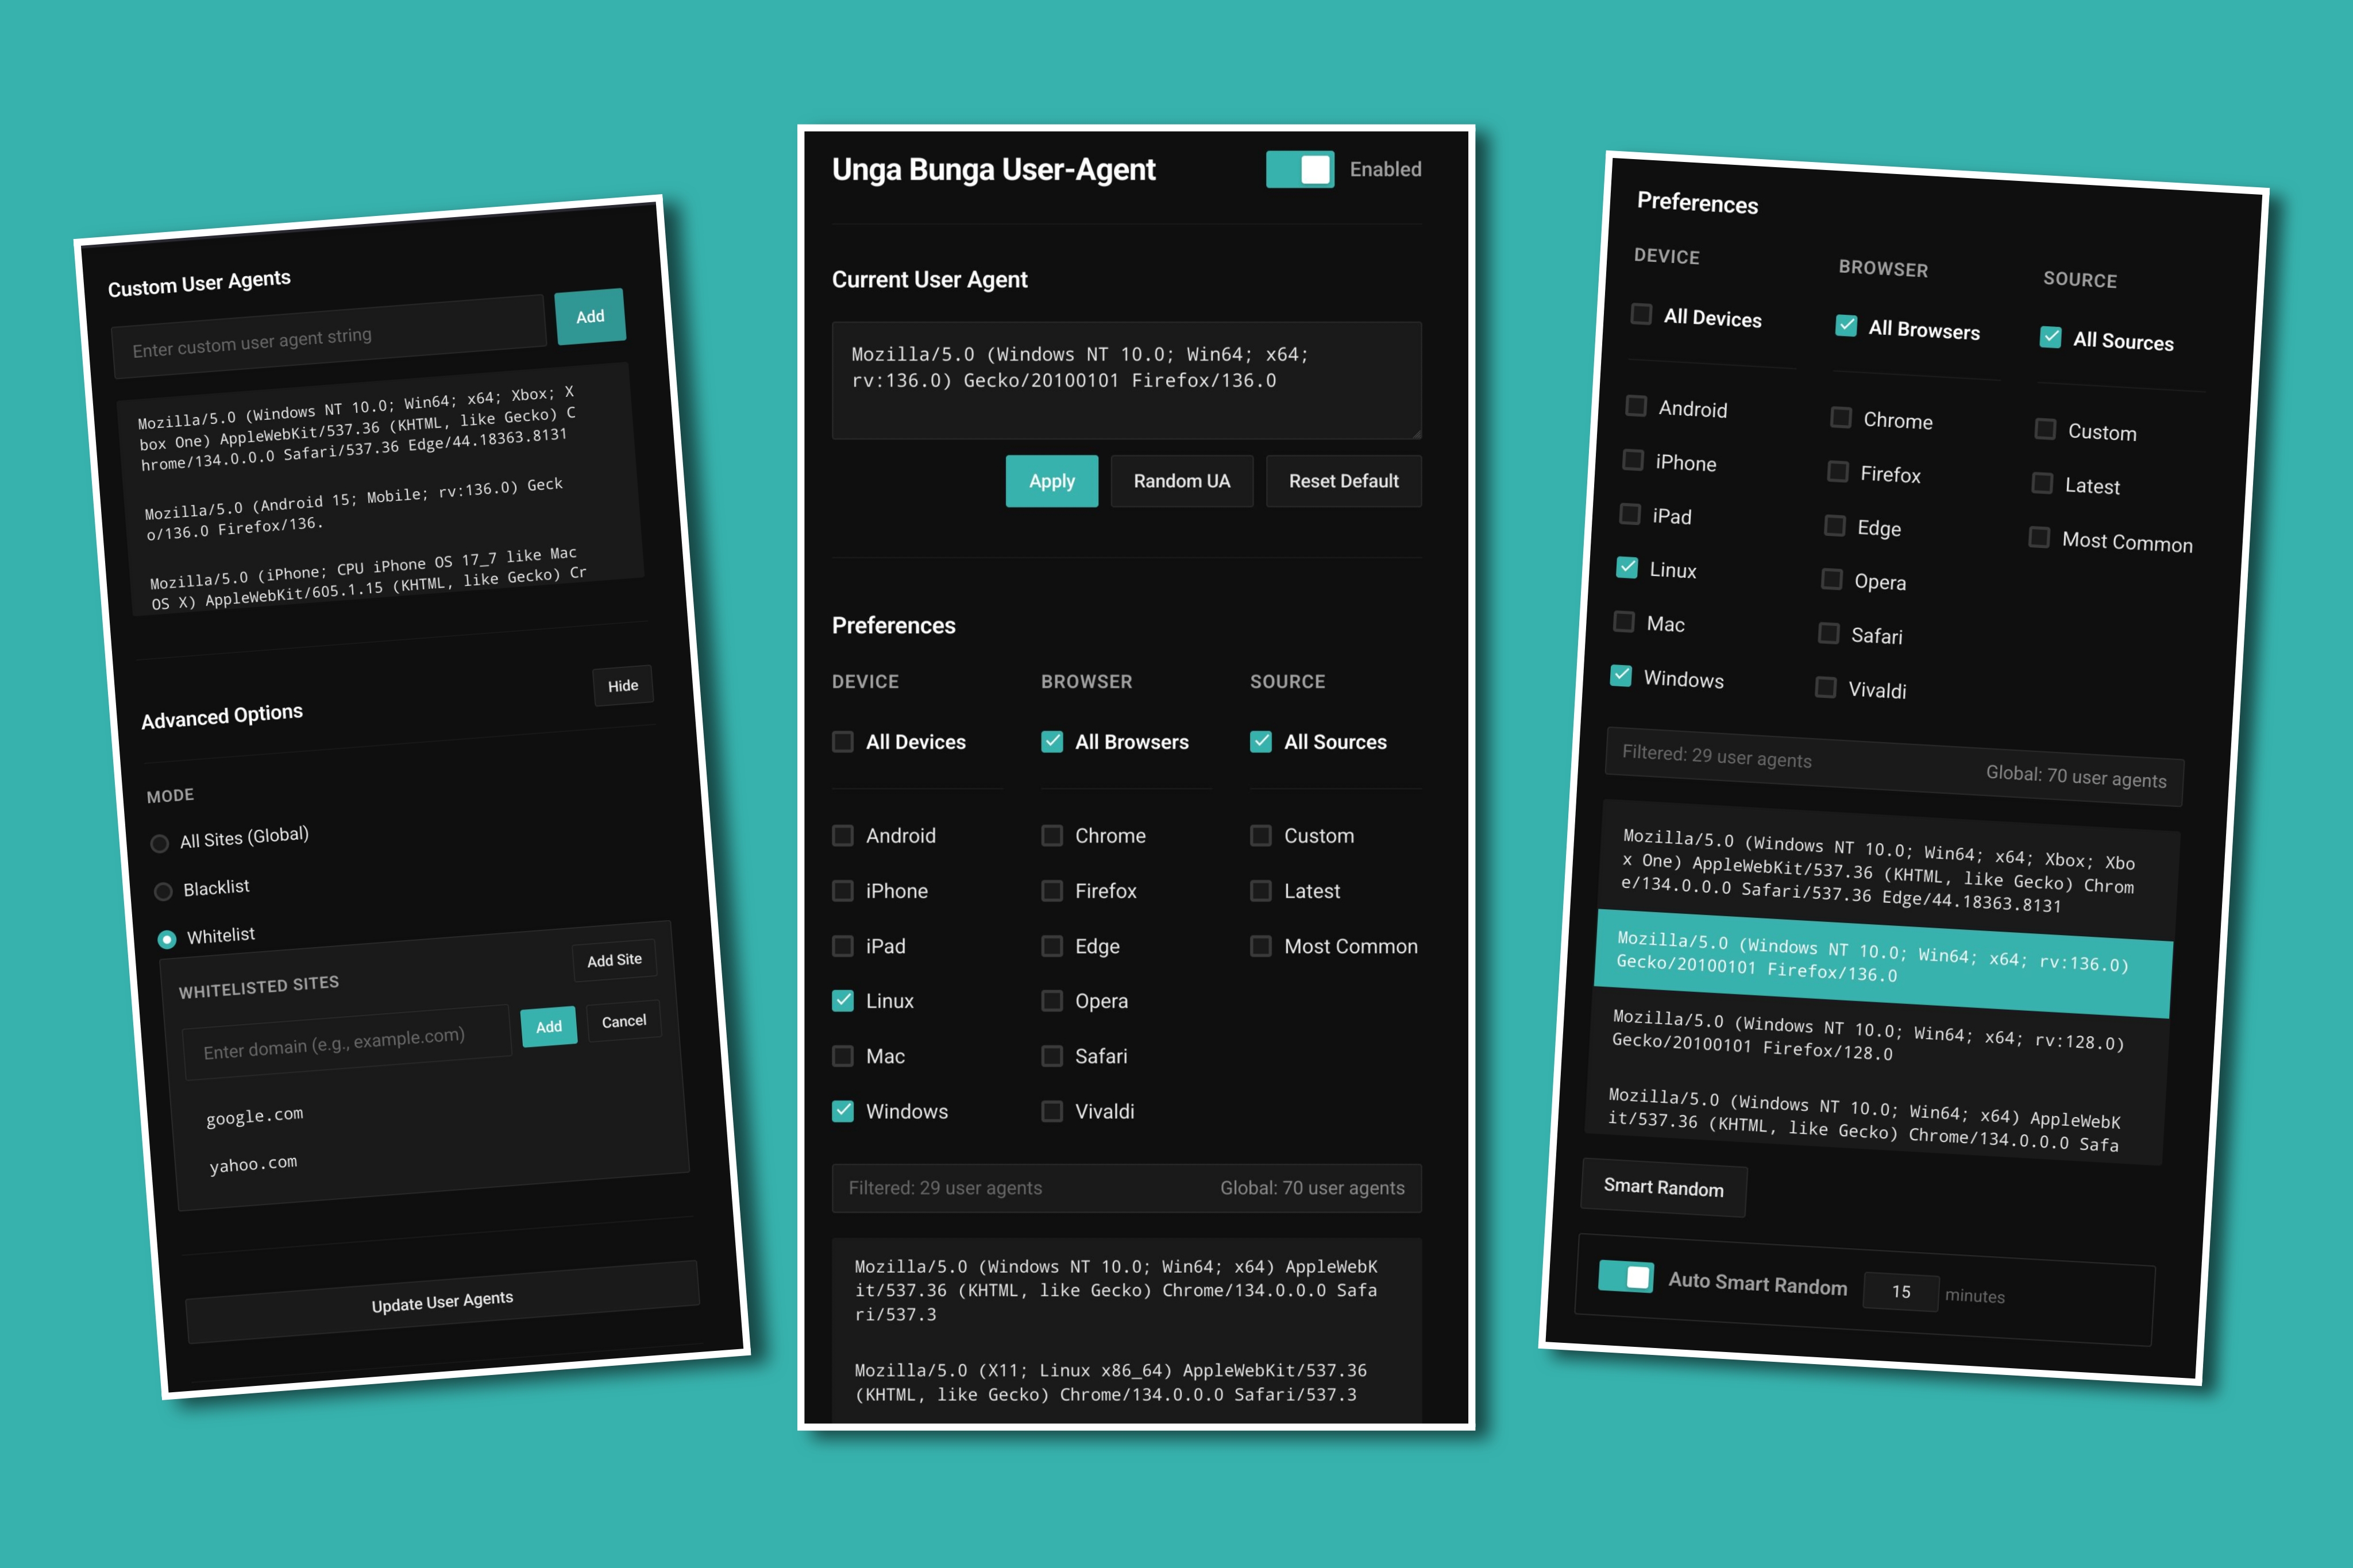 Custom User Agents
Enter custom user agent string
Add
Mozilla/5.0 (Windows NT 10.0; Win64; x64; Xbox; X
box One) AppleWebKit/537.36 (KHTML, like Gecko) C
hrome/134.0.0.0 Safari/537.36 Edge/44.18363.8131
Mozilla/5.0 (Android 15; Mobile; rv:136.0) Geck
o/136.0 Firefox/136.
Mozilla/5.0 (iPhone; CPU iPhone OS 17_7 like Mac
OS X) AppleWebKit/605.1.15 (KHTML, like Gecko) Cr
Advanced Options
Hide
MODE
All Sites (Global)
Blacklist
Whitelist
WHITELISTED SITES
Add Site
Enter domain (e.g., example.com)
Add
Cancel
google.com
yahoo.com
Update User Agents
Unga Bunga User-Agent
Enabled
Current User Agent
Mozilla/5.0 (Windows NT 10.0; Win64; x64;
rv:136.0) Gecko/20100101 Firefox/136.0
Apply
Random UA
Reset Default
Preferences
DEVICE BROWSER SOURCE
All Devices All Browsers All Sources
Android Chrome Custom
iPhone Firefox Latest
iPad Edge Most Common
Linux Opera
Mac Safari
Windows Vivaldi
Filtered: 29 user agents Global: 70 user agents
Mozilla/5.0 (Windows NT 10.0; Win64; x64) AppleWebK
it/537.36 (KHTML, like Gecko) Chrome/134.0.0.0 Safa
ri/537.3
Mozilla/5.0 (X11; Linux x86_64) AppleWebKit/537.36
(KHTML, like Gecko) Chrome/134.0.0.0 Safari/537.3
Preferences
DEVICE BROWSER SOURCE
All Devices All Browsers All Sources
Android Chrome Custom
iPhone Firefox Latest
iPad Edge Most Common
Linux Opera
Mac Safari
Windows Vivaldi
Filtered: 29 user agents Global: 70 user agents
Mozilla/5.0 (Windows NT 10.0; Win64; x64; Xbox; Xbo
x One) AppleWebKit/537.36 (KHTML, like Gecko) Chrom
e/134.0.0.0 Safari/537.36 Edge/44.18363.8131
Mozilla/5.0 (Windows NT 10.0; Win64; x64; rv:136.0)
Gecko/20100101 Firefox/136.0
Mozilla/5.0 (Windows NT 10.0; Win64; x64; rv:128.0)
Gecko/20100101 Firefox/128.0
Mozilla/5.0 (Windows NT 10.0; Win64; x64) AppleWebK
it/537.36 (KHTML, like Gecko) Chrome/134.0.0.0 Safa
Smart Random
Auto Smart Random 15 minutes